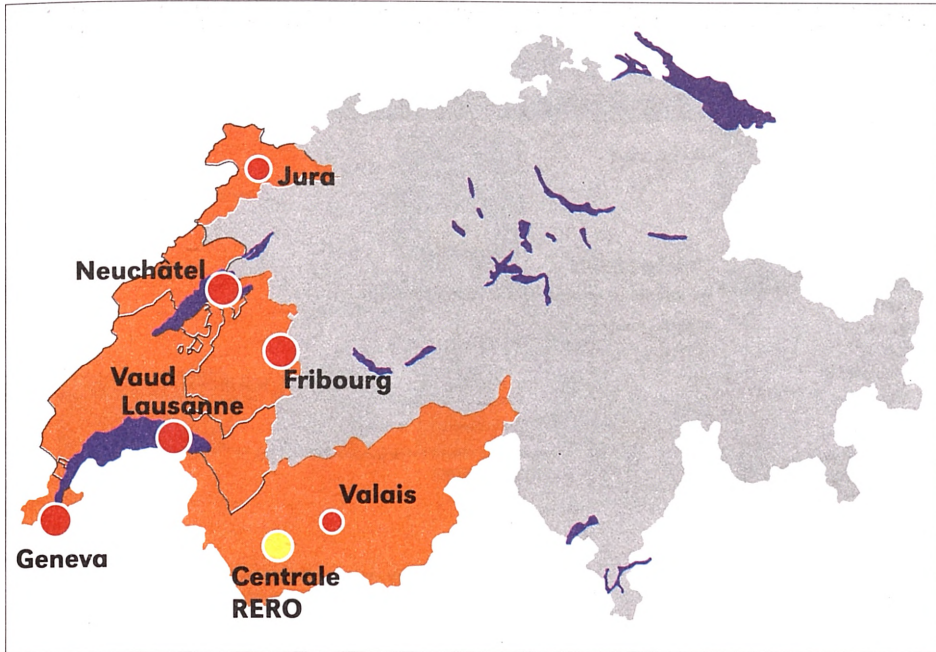 Jura
Neuchâtel
Fribourg
Vaud
Lausanne
Valais
Geneva
Centrale
RERO